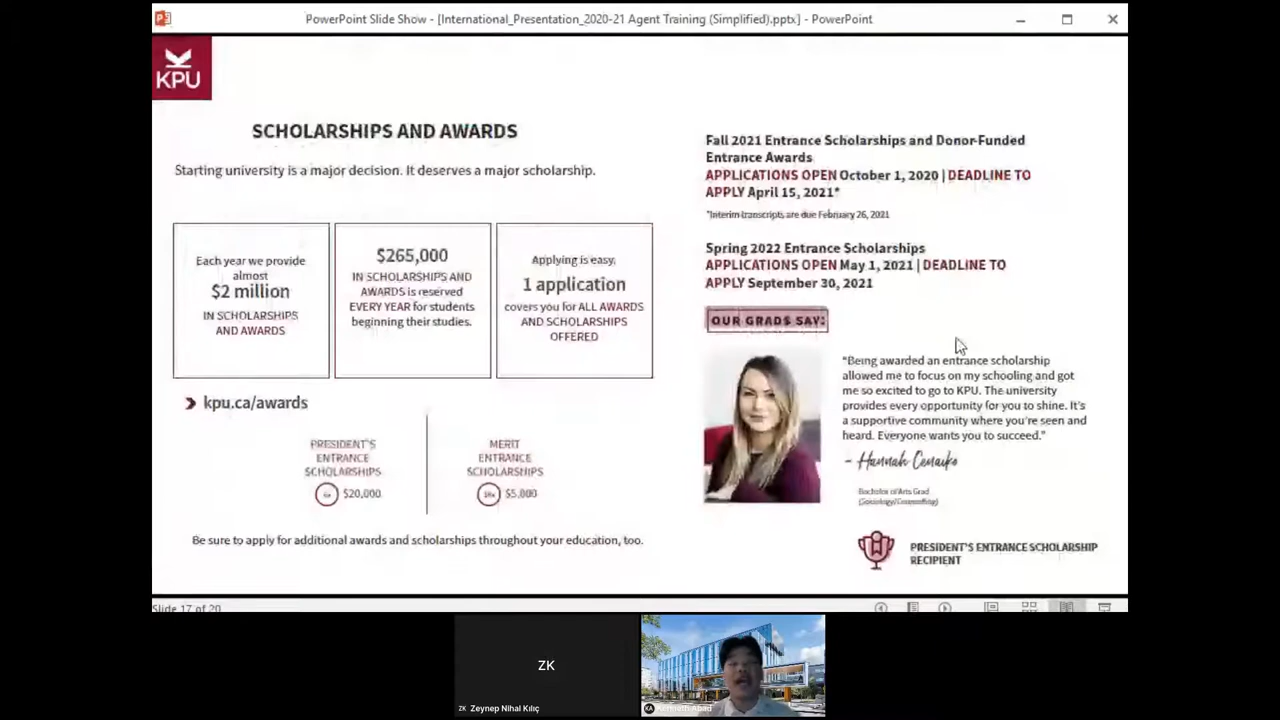 PowerPoint Slide Show - [International_Presentation_2020-21 Agent Training (Simplified).pptx] - PowerPoint
KPU
SCHOLARSHIPS AND AWARDS
Starting university is a major decision. It deserves a major scholarship.
Each year we provide
almost
$2 million
IN SCHOLARSHIPS
AND AWARDS
$265,000
IN SCHOLARSHIPS AND
AWARDS is reserved
EVERY YEAR for students
beginning their studies.
Applying is easy.
1 application
covers you for ALL AWARDS
AND SCHOLARSHIPS
OFFERED
kpu.ca/awards
PRESIDENT'S
ENTRANCE
SCHOLARSHIPS
$20,000
MERIT
ENTRANCE
SCHOLARSHIPS
$5,000
Be sure to apply for additional awards and scholarships throughout your education, too.
Fall 2021 Entrance Scholarships and Donor-Funded
Entrance Awards
APPLICATIONS OPEN October 1, 2020 | DEADLINE TO
APPLY April 15, 2021*
*Interim transcripts are due February 26, 2021
Spring 2022 Entrance Scholarships
APPLICATIONS OPEN May 1, 2021 | DEADLINE TO
APPLY September 30, 2021
OUR GRADS SAY:
"Being awarded an entrance scholarship
allowed me to focus on my schooling and got
me so excited to go to KPU. The university
provides every opportunity for you to shine. It's
a supportive community where you're seen and
heard. Everyone wants you to succeed."
- Hannah Cenaiko
Bachelor of Arts Grad
(Sociology/Counselling)
PRESIDENT'S ENTRANCE SCHOLARSHIP
RECIPIENT
Slide 17 of 20
ZK
ZK Zeynep Nihal Kılıç
KA Kenneth Abad